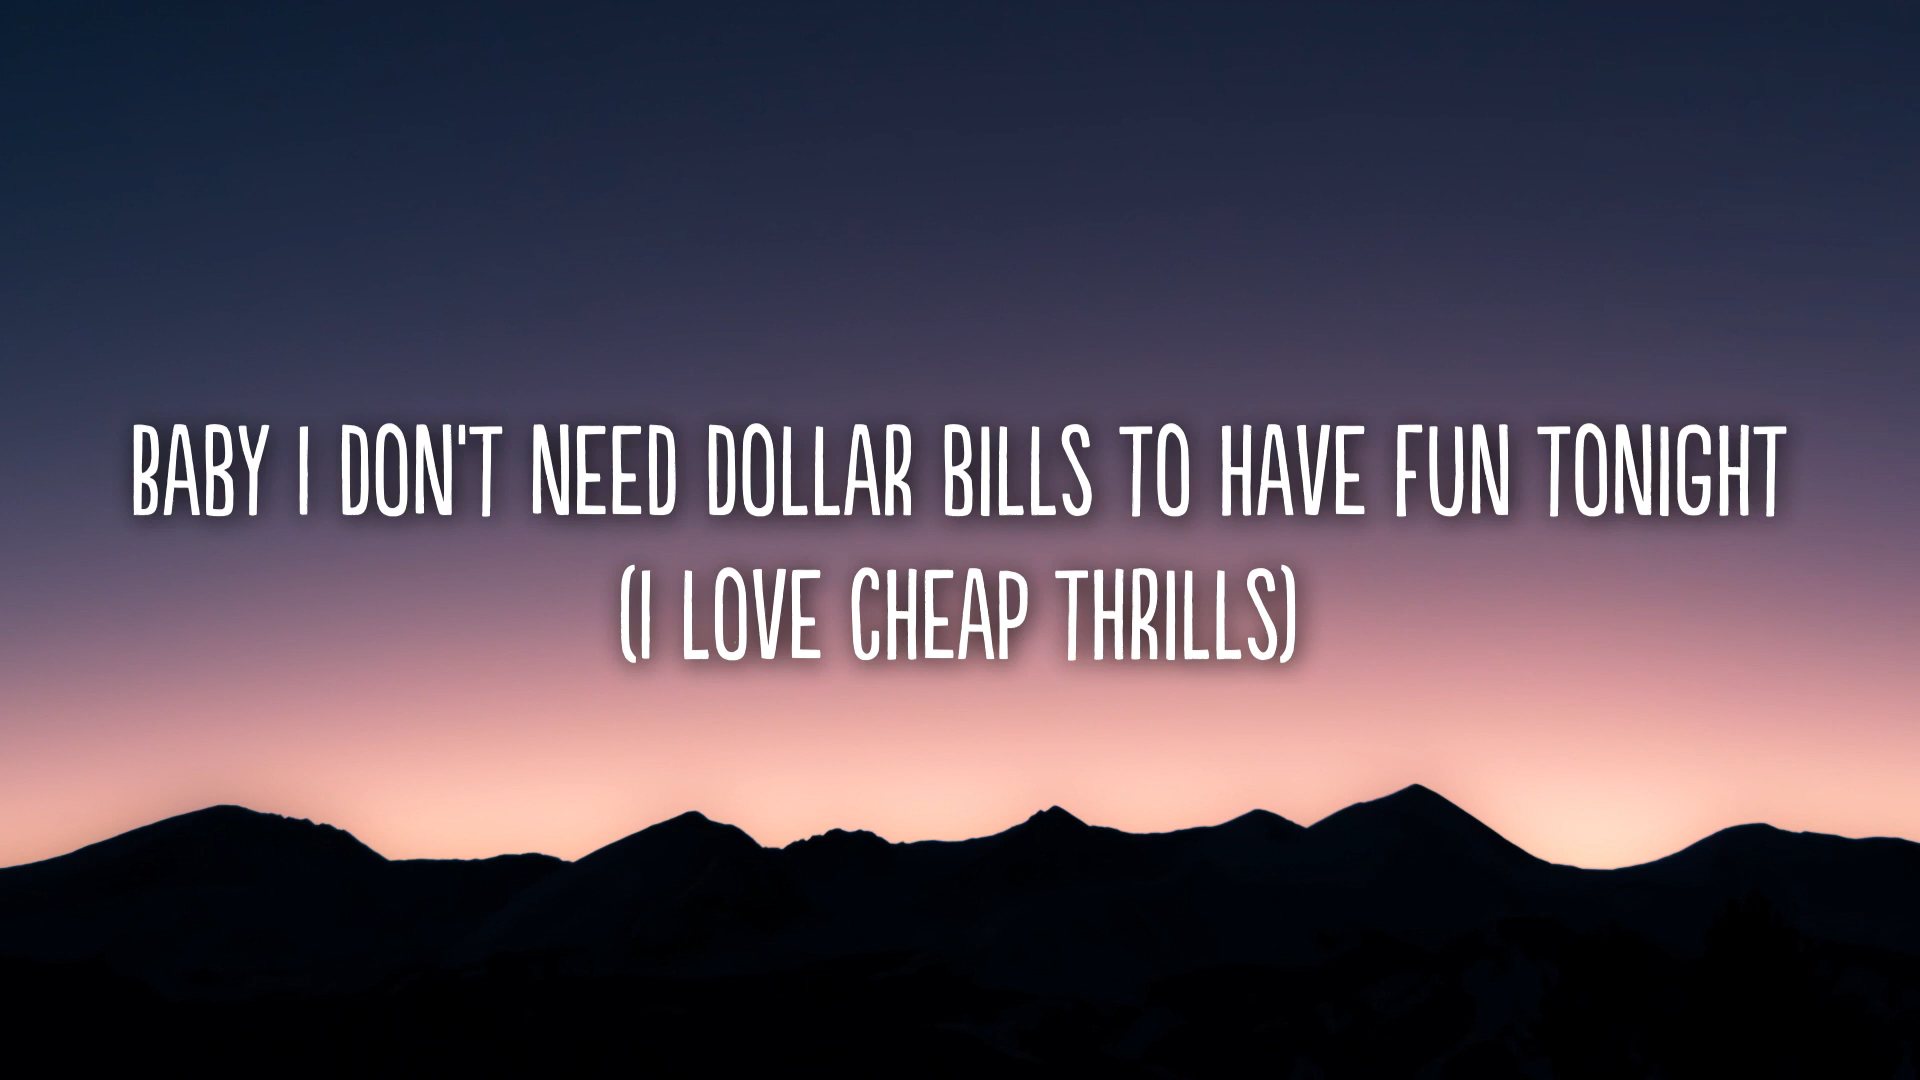 BABY I DON'T NEED DOLLAR BILLS TO HAVE FUN TONIGHT
(I LOVE CHEAP THRILLS)